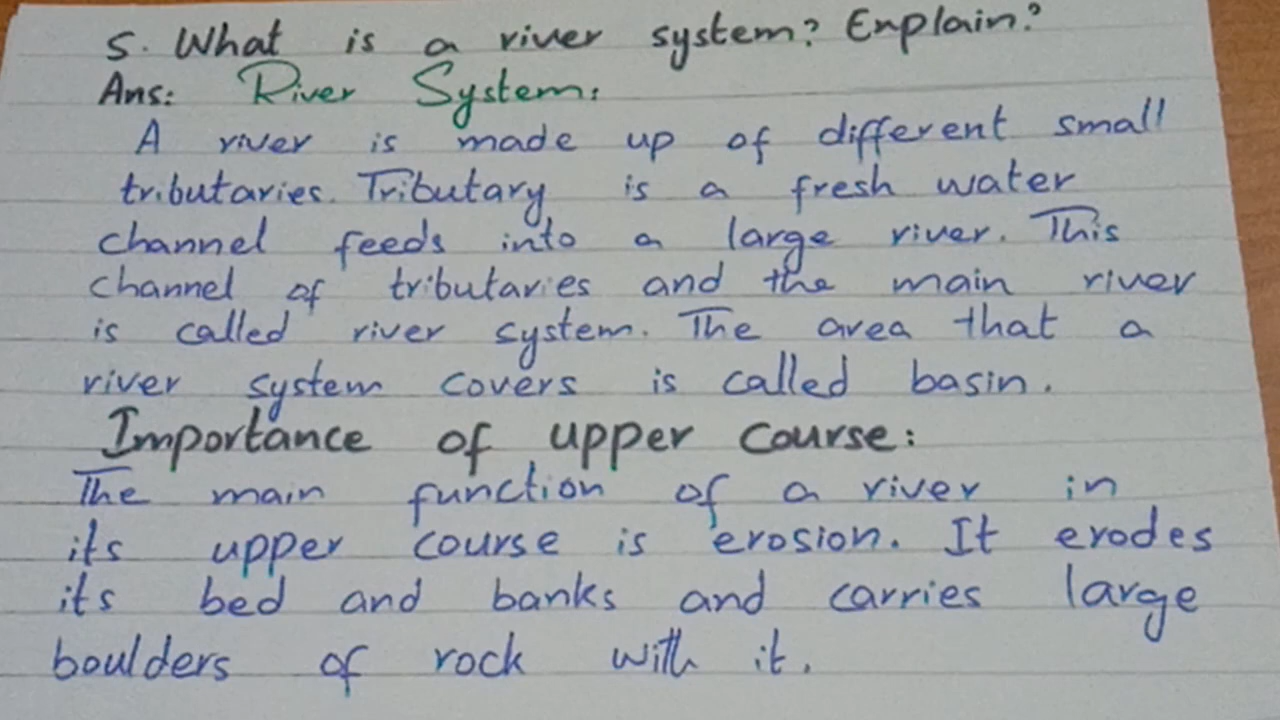 5. What is a river system? Explain?
Ans: River System:
A river is made up of different small
tributaries. Tributary is a fresh water
channel feeds into a large river. This
channel of tributaries and the main river
is called river system. The area that a
river system covers is called basin.
Importance of upper course:
The main function of a river in
its upper course is erosion. It erodes
its bed and banks and carries large
boulders of rock with it.